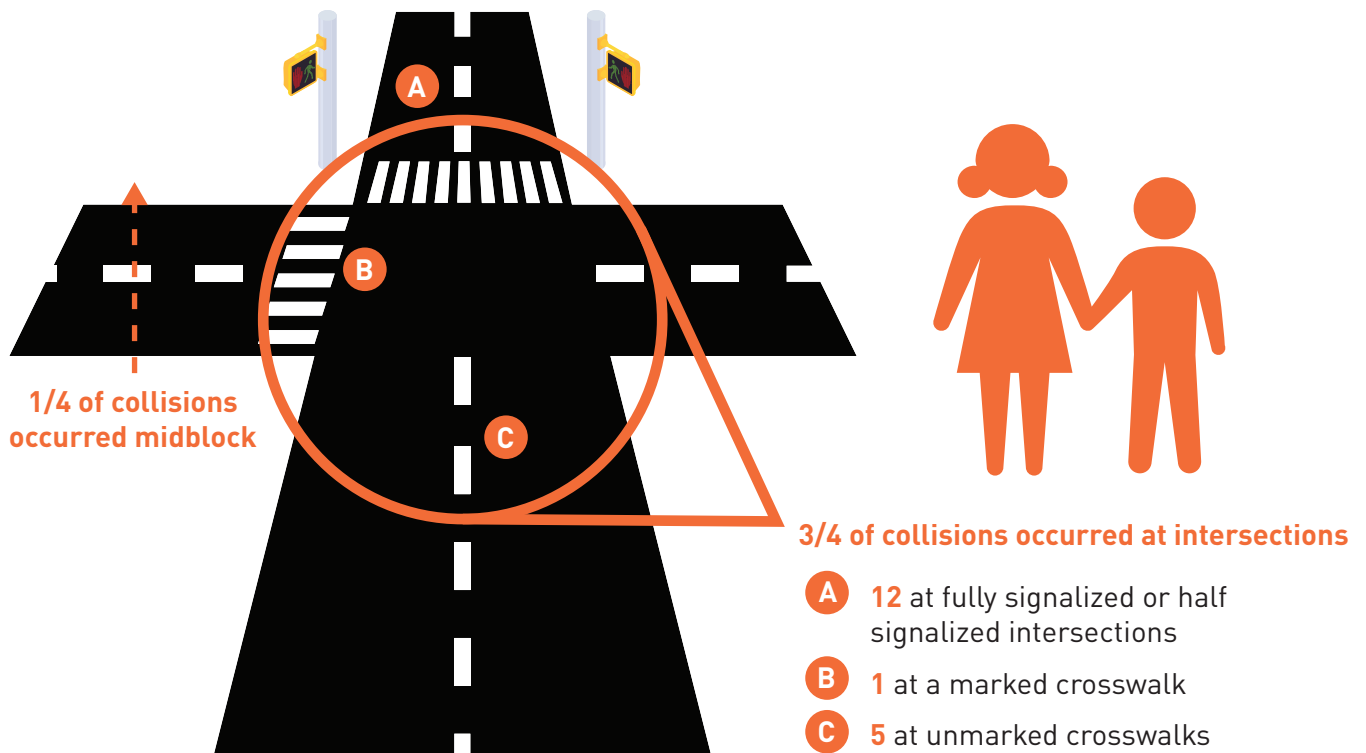 A
B
1/4 of collisions
occurred midblock
C
3/4 of collisions occurred at intersections
A 12 at fully signalized or half
signalized intersections
B 1 at a marked crosswalk
C 5 at unmarked crosswalks